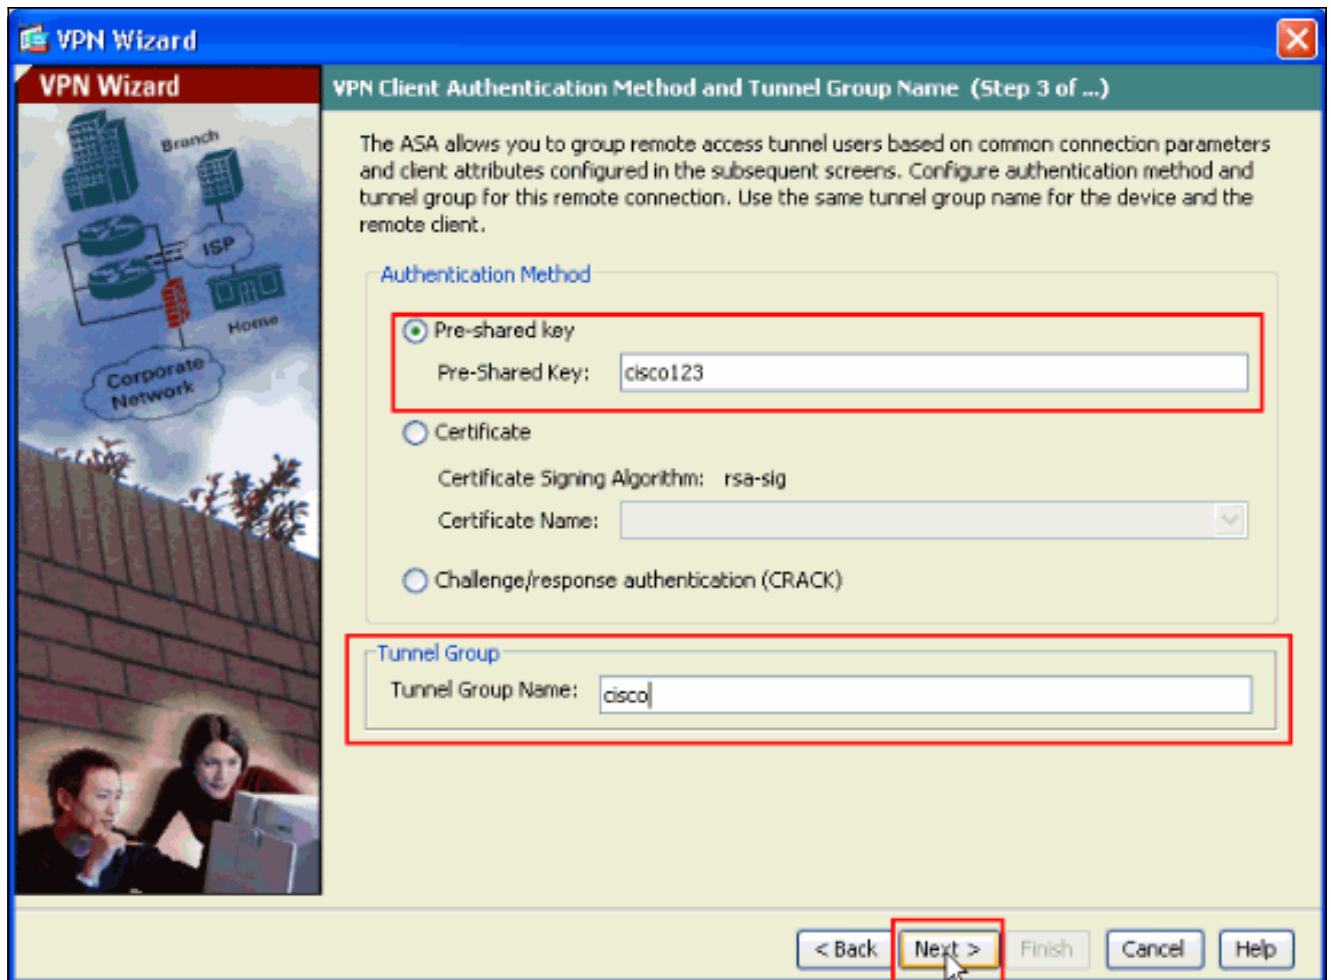 VPN Wizard
VPN Wizard
Branch
ISP
Home
Corporate
Network
VPN Client Authentication Method and Tunnel Group Name (Step 3 of ...)
The ASA allows you to group remote access tunnel users based on common connection parameters
and client attributes configured in the subsequent screens. Configure authentication method and
tunnel group for this remote connection. Use the same tunnel group name for the device and the
remote client.
Authentication Method
Pre-shared key
Pre-Shared Key: cisco123
Certificate
Certificate Signing Algorithm: rsa-sig
Certificate Name:
Challenge/response authentication (CRACK)
Tunnel Group
Tunnel Group Name: cisco
< Back Next > Finish Cancel Help